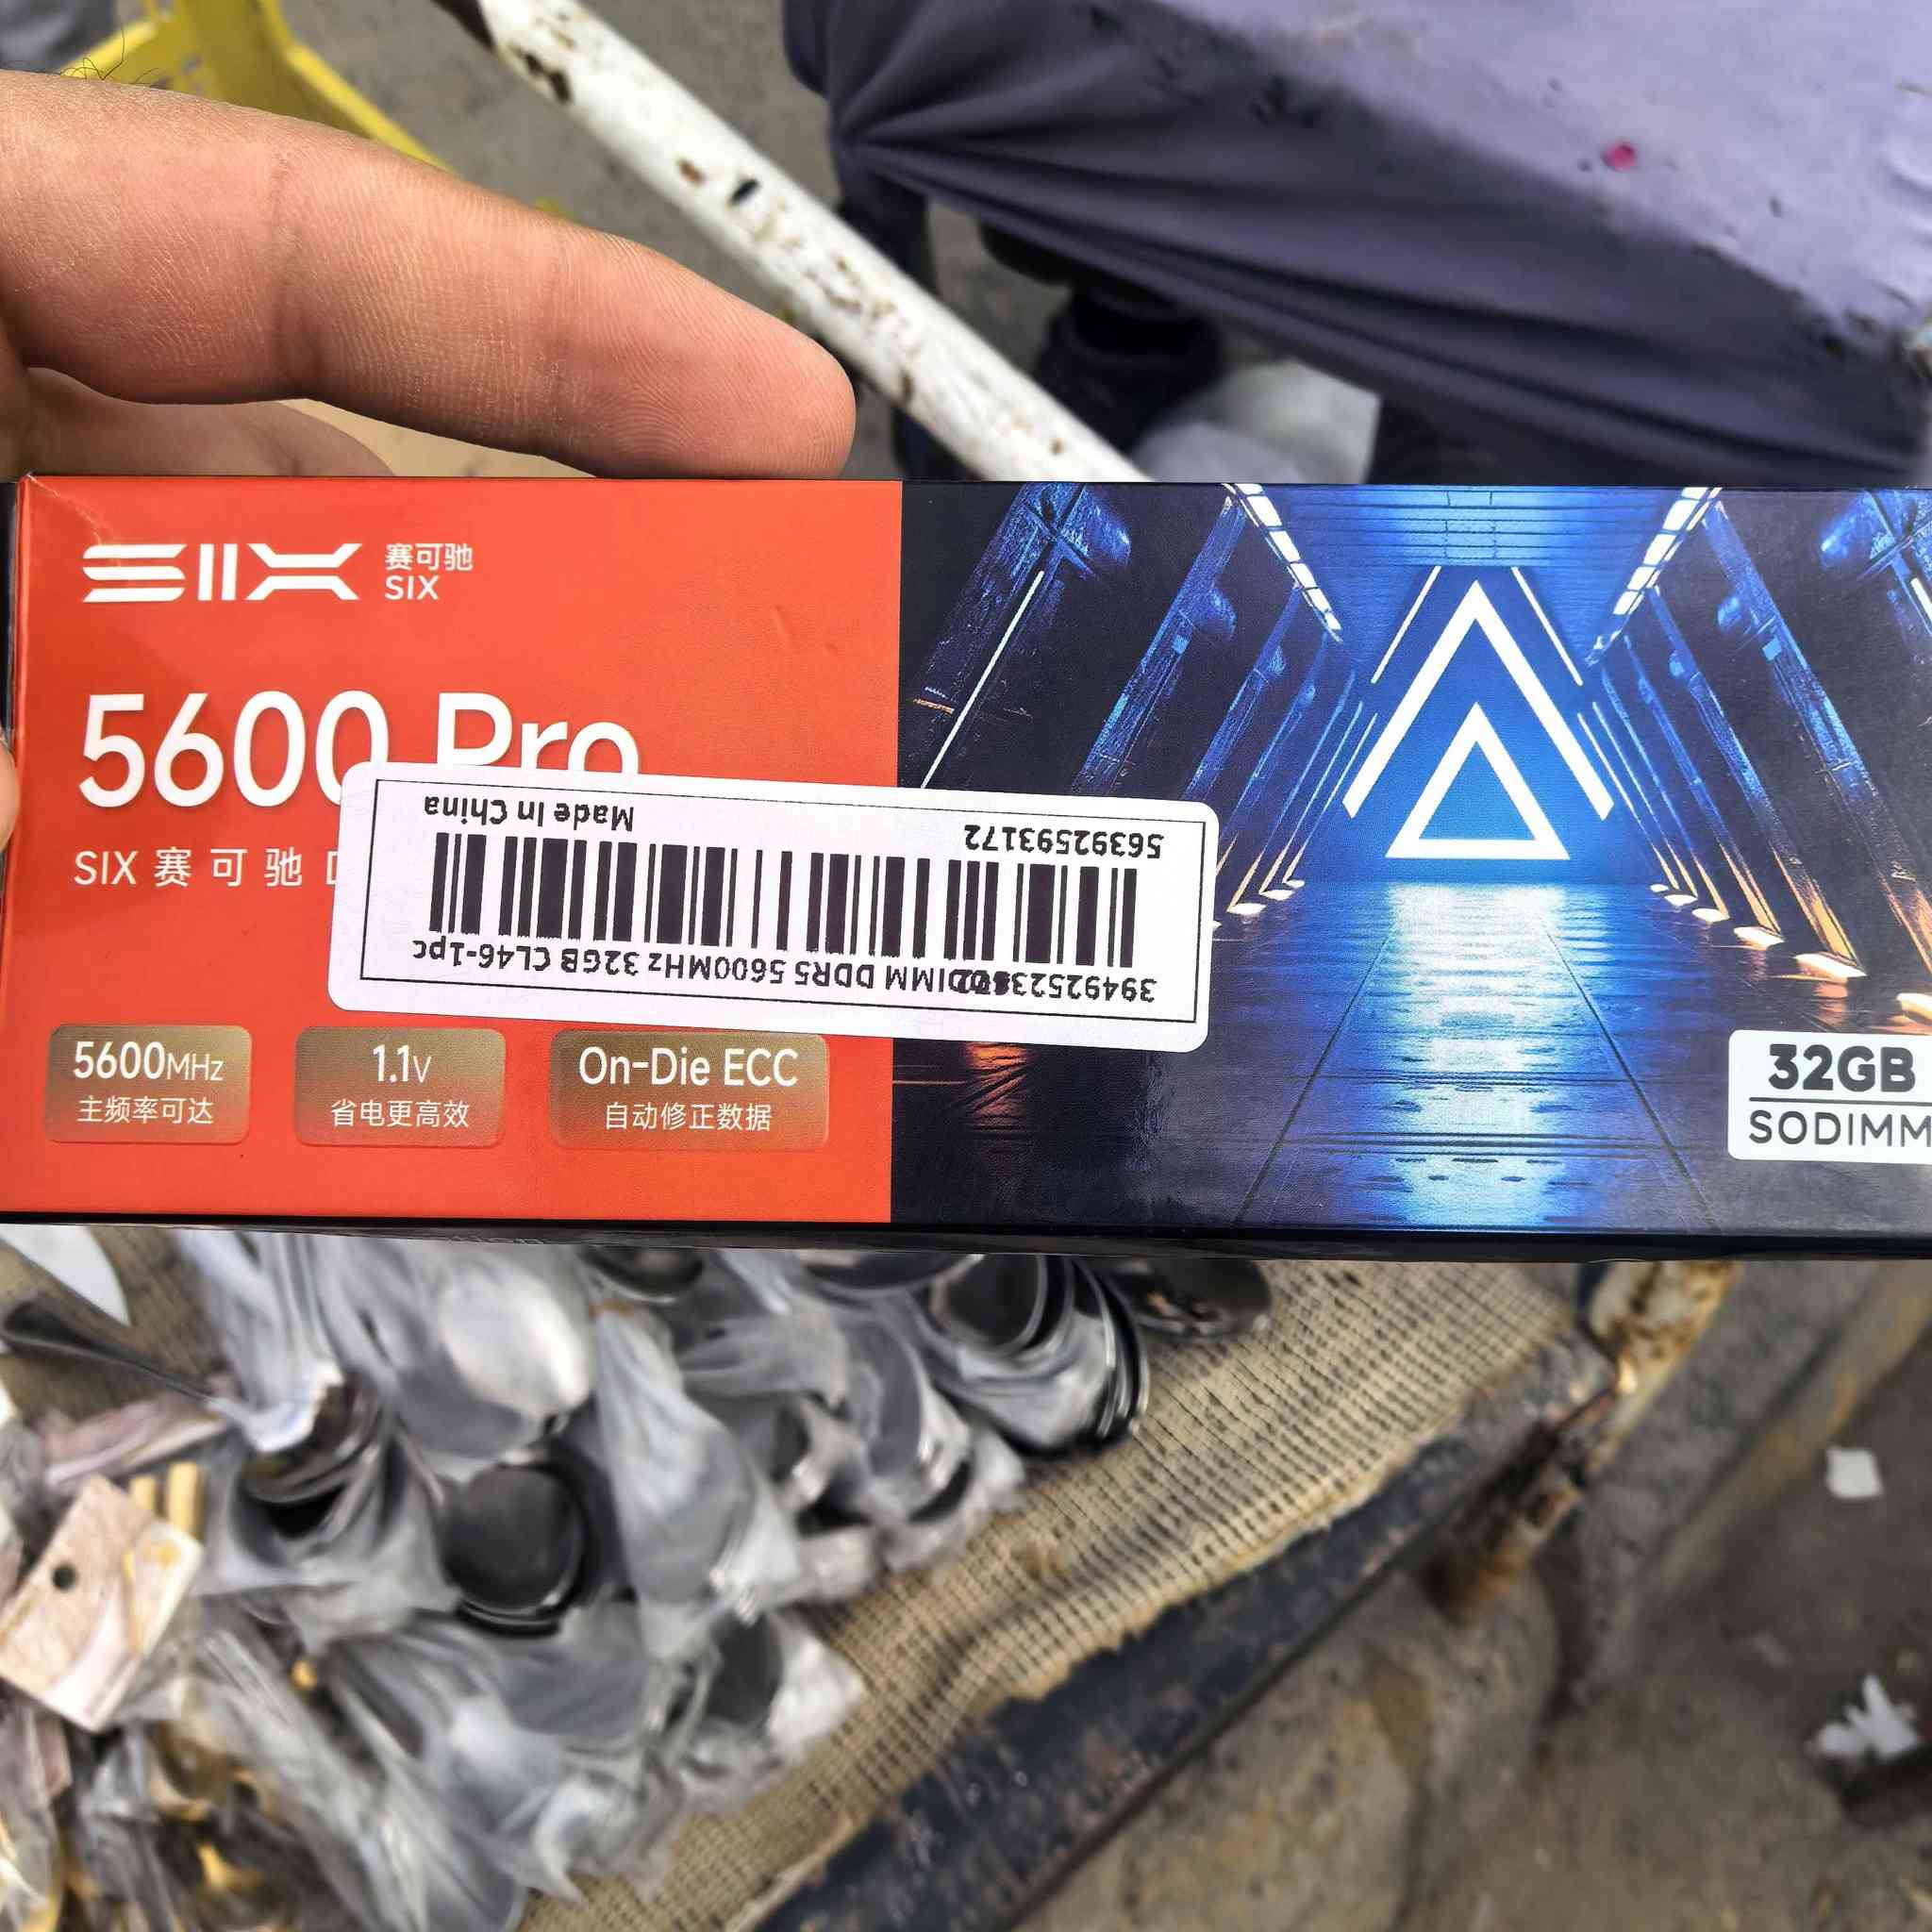 SIX 赛可驰
SIX
5600 Pro
SIX 赛可驰
Made In China
56392593172
DIMM DDR5 5600MHz 32GB CL46-1pc
5600MHz
主频率可达
1.1V
省电更高效
On-Die ECC
自动修正数据
32GB
SODIMM